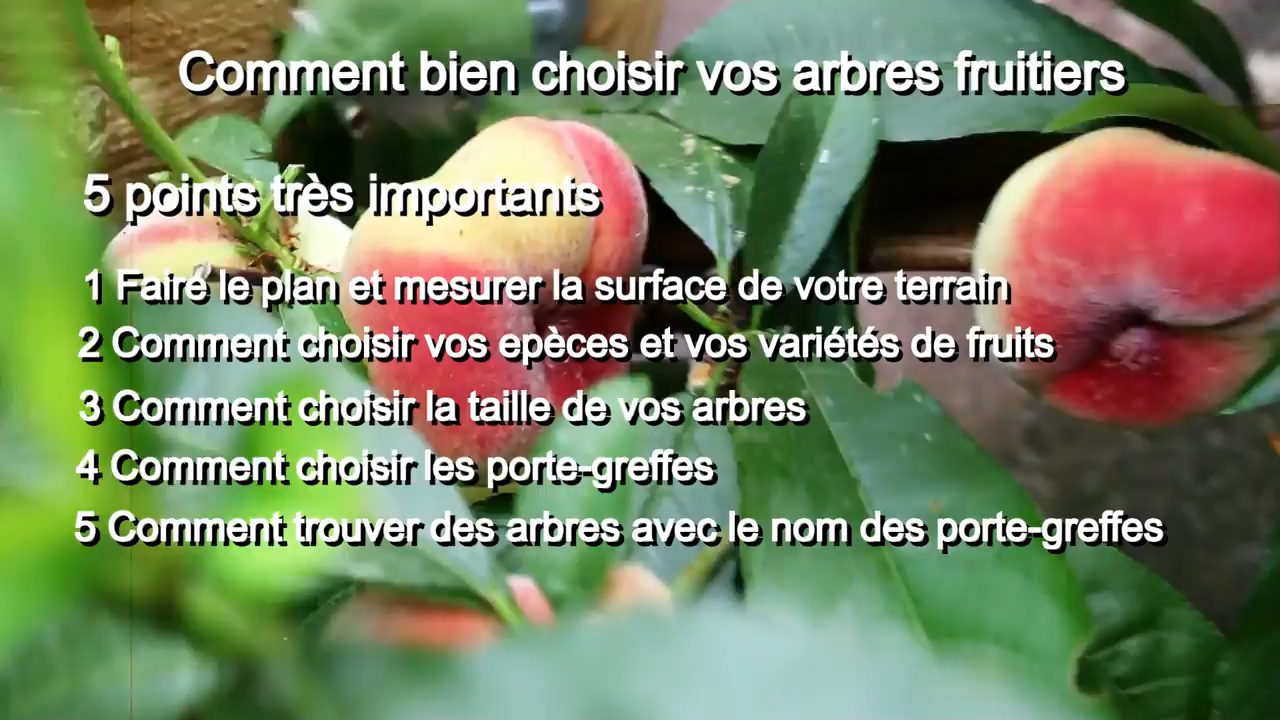 Comment bien choisir vos arbres fruitiers
5 points très importants
1 Faire le plan et mesurer la surface de votre terrain
2 Comment choisir vos epèces et vos variétés de fruits
3 Comment choisir la taille de vos arbres
4 Comment choisir les porte-greffes
5 Comment trouver des arbres avec le nom des porte-greffes